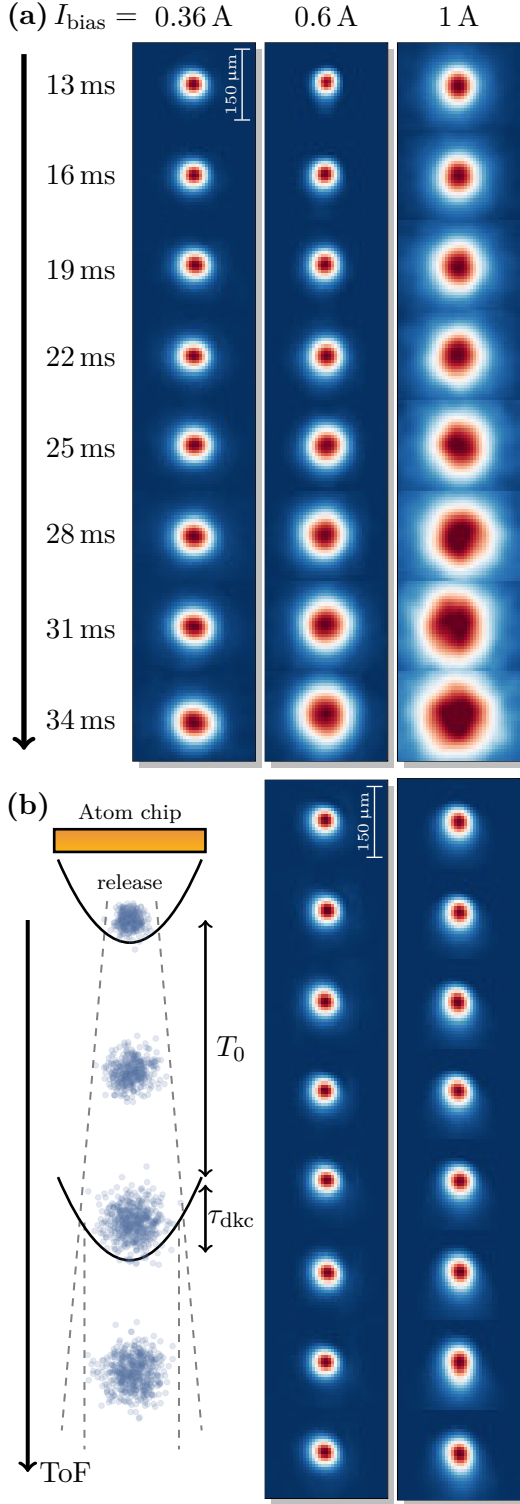 (a) I_bias = 0.36 A 0.6 A 1 A
13 ms
150 µm
16 ms
19 ms
22 ms
25 ms
28 ms
31 ms
34 ms
(b)
Atom chip
150 µm
release
T_0
τ_dkc
ToF